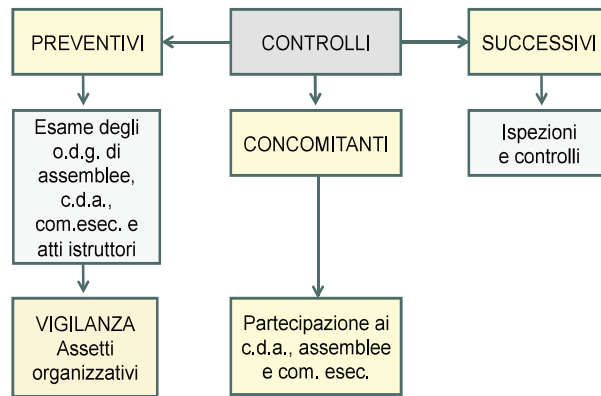 PREVENTIVI
CONTROLLI
SUCCESSIVI
Esame degli
o.d.g. di
assemblee,
c.d.a.,
com.esec. e
atti istruttori
CONCOMITANTI
Ispezioni
e controlli
VIGILANZA
Assetti
organizzativi
Partecipazione ai
c.d.a., assemblee
e com. esec.